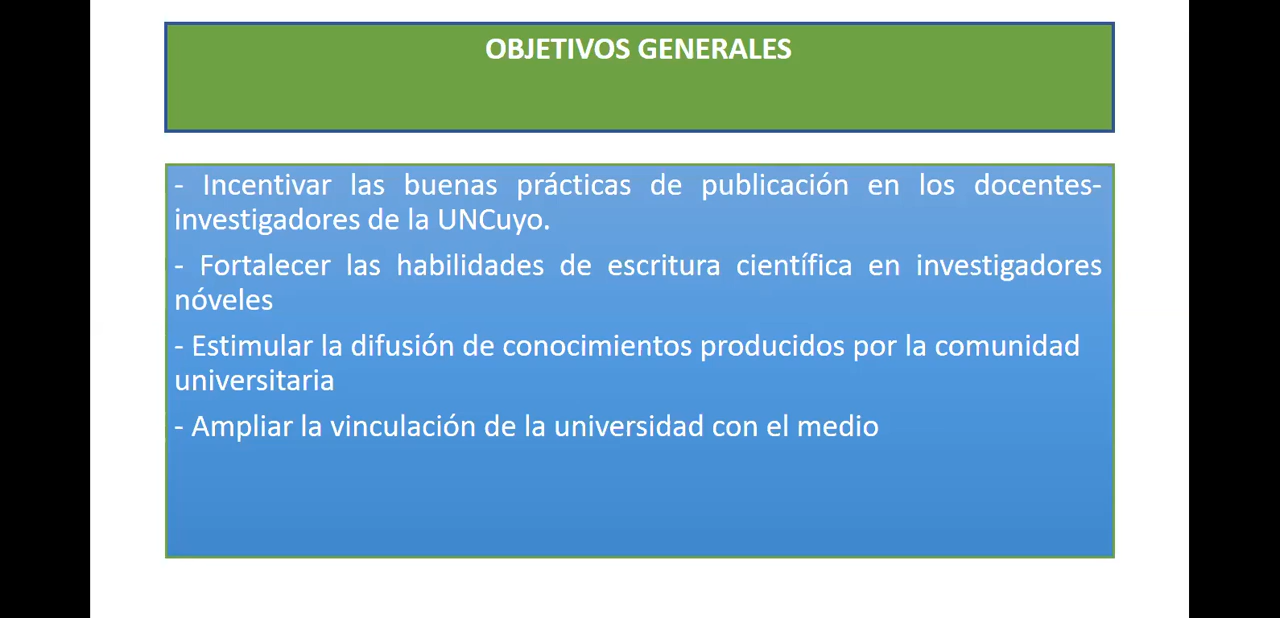 OBJETIVOS GENERALES
- Incentivar las buenas prácticas de publicación en los docentes-
investigadores de la UNCuyo.
- Fortalecer las habilidades de escritura científica en investigadores
nóveles
- Estimular la difusión de conocimientos producidos por la comunidad
universitaria
- Ampliar la vinculación de la universidad con el medio